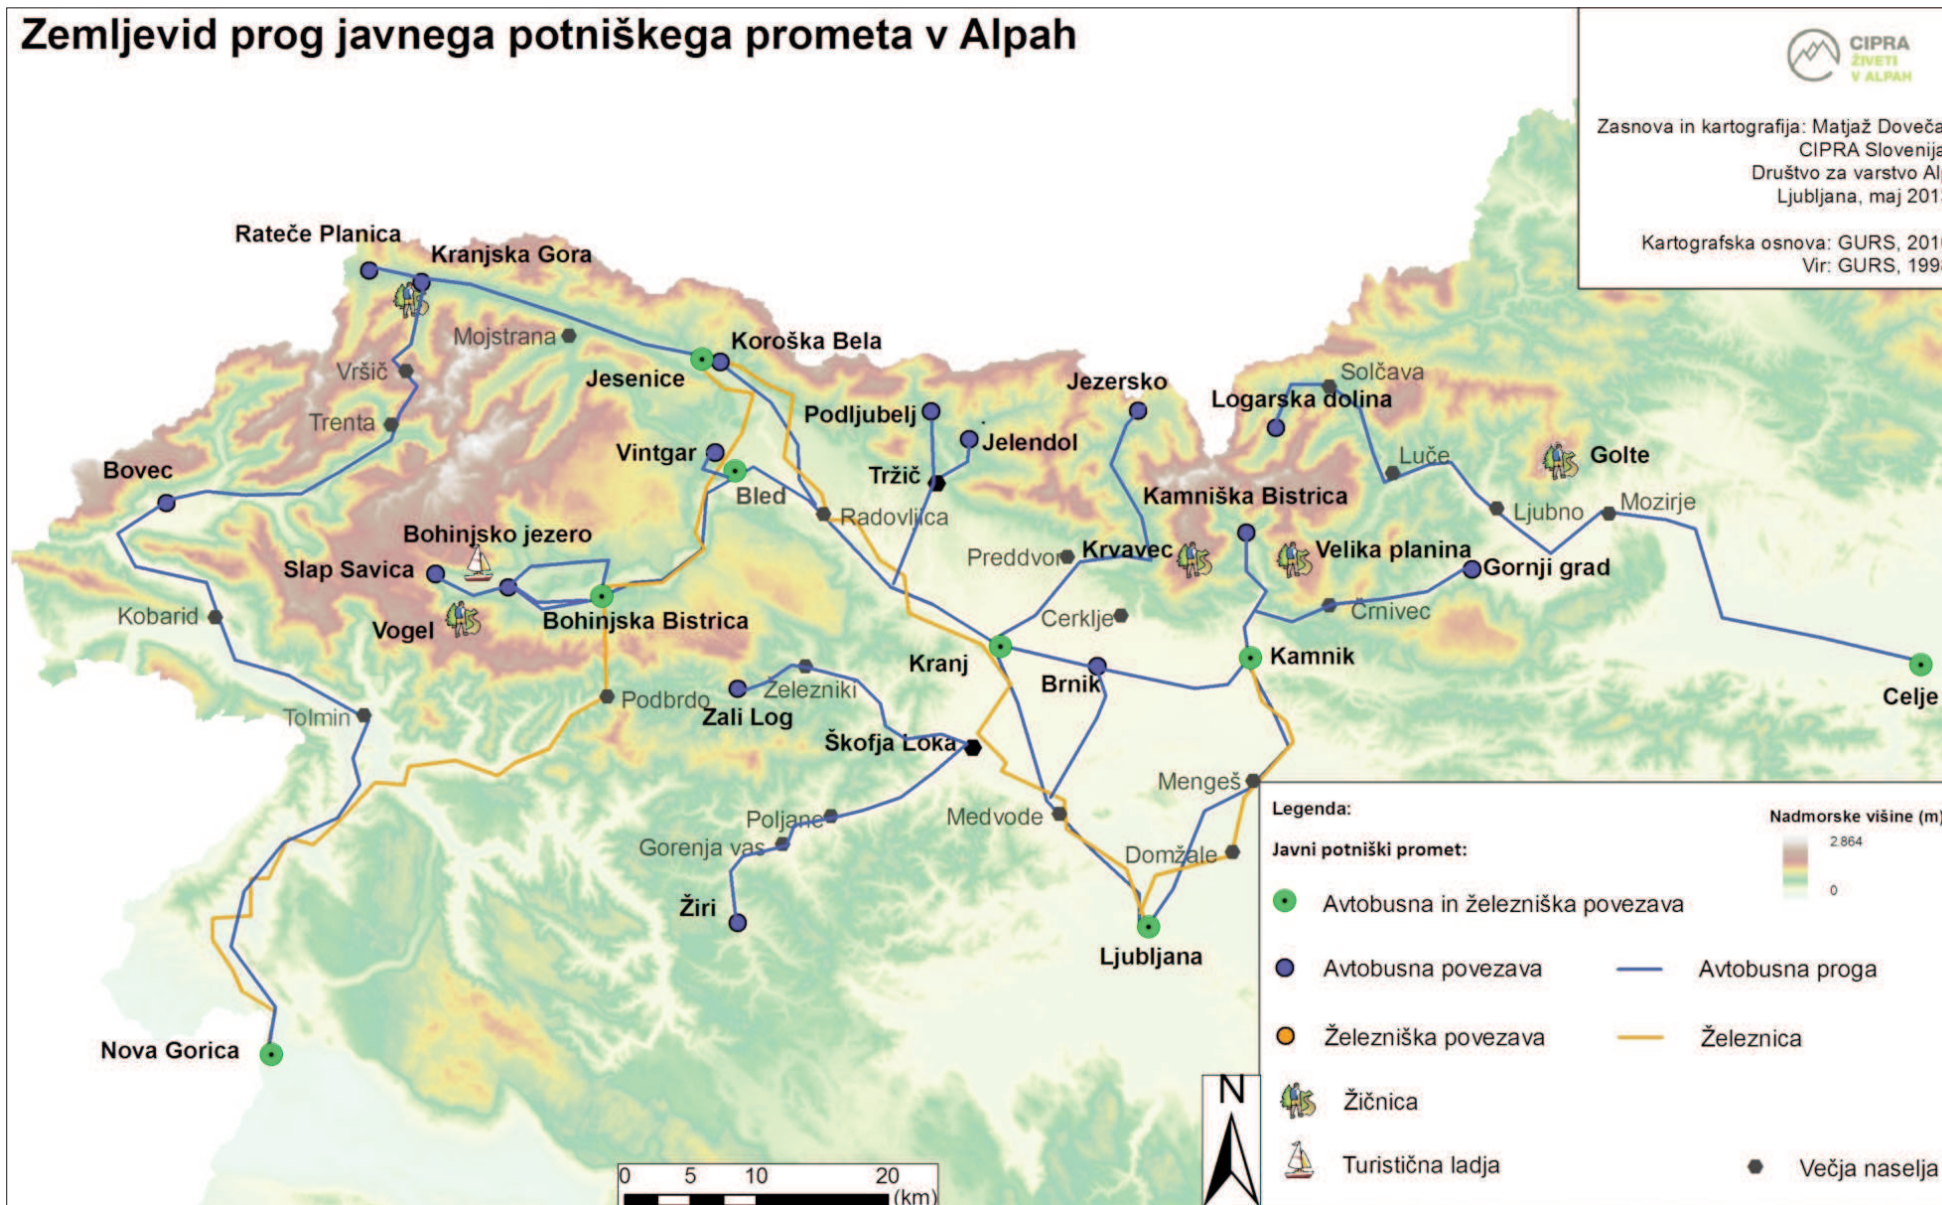 Zemljevid prog javnega potniškega prometa v Alpah
CIPRA
ŽIVETI
V ALPAH
Zasnova in kartografija: Matjaž
CIPRA Slovenija
Društvo za varstvo
Ljubljana, maj
Kartografska osnova: GURS,
Vir: GURS,
Rateče Planica
Kranjska Gora
Mojstrana
Koroška Bela
Jesenice
Vršič
Trenta
Podljubelj
Jelendol
Jezersko
Solčava
Logarska dolina
Vintgar
Bled
Tržič
Luče
Golte
Bovec
Radovljica
Kamniška Bistrica
Ljubno
Mozirje
Bohinjsko jezero
Slap Savica
Preddvor
Krvavec
Velika planina
Gornji grad
Kobarid
Vogel
Bohinjska Bistrica
Cerklje
Črnivec
Kranj
Brnik
Kamnik
Tolmin
Podbrdo
Železniki
Zali Log
Celje
Škofja Loka
Mengeš
Poljane
Medvode
Gorenja vas
Domžale
Žiri
Ljubljana
Nova Gorica
Legenda:
Nadmorske višine (m)
2.864
0
Javni potniški promet:
Avtobusna in železniška povezava
Avtobusna povezava
Avtobusna proga
Železniška povezava
Železnica
Žičnica
Turistična ladja
Večja naselja
N
0 5 10 20
(km)